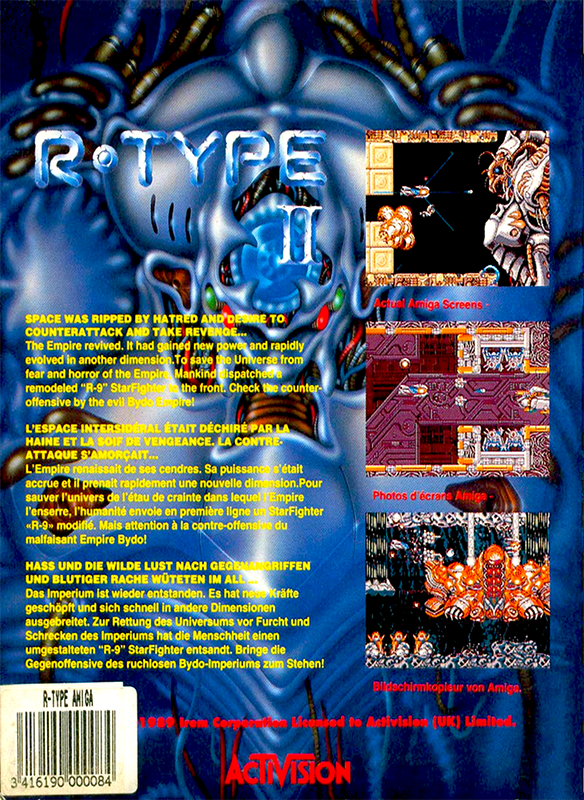 R·TYPE
II
SPACE WAS RIPPED BY HATRED AND DESIRE TO
COUNTERATTACK AND TAKE REVENGE...
The Empire revived. It had gained new power and rapidly
evolved in another dimension.To save the Universe from
fear and horror of the Empire, Mankind dispatched a
remodeled "R-9" StarFighter to the front. Check the counter-
offensive by the evil Bydo Empire!
L'ESPACE INTERSIDÉRAL ÉTAIT DÉCHIRÉ PAR LA
HAINE ET LA SOIF DE VENGEANCE. LA CONTRE-
ATTAQUE S'AMORÇAIT...
L'Empire renaissait de ses cendres. Sa puissance s'était
accrue et il prenait rapidement une nouvelle dimension.Pour
sauver l'univers de l'étau de crainte dans lequel l'Empire
l'enserre, l'humanité envoie en première ligne un StarFighter
«R-9» modifié. Mais attention à la contre-offensive du
malfaisant Empire Bydo!
HASS UND DIE WILDE LUST NACH GEGENANGRIFFEN
UND BLUTIGER RACHE WÜTETEN IM ALL ...
Das Imperium ist wieder entstanden. Es hat neue Kräfte
geschöpft und sich schnell in andere Dimensionen
ausgebreitet. Zur Rettung des Universums vor Furcht und
Schrecken des Imperiums hat die Menschheit einen
umgestalteten "R-9" StarFighter entsandt. Bringe die
Gegenoffensive des ruchlosen Bydo-Imperiums zum Stehen!
Actual Amiga Screens -
Photos d'écrans Amiga -
Bildschirmkopieur von Amiga.
R-TYPE AMIGA
3 416190 000084
1989 Irem Corporation Licensed to Activision (UK) Limited.
ACTIVISION